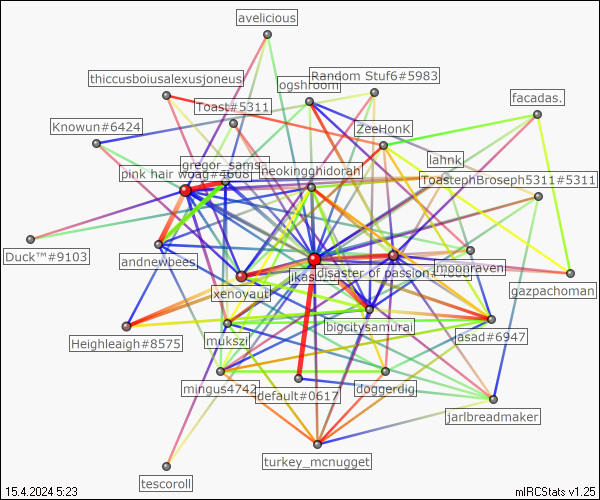 avelicious
thiccusboiusalexusjoneus
ogshroom
Random Stuf6#5983
Toast#5311
facadas.
Knowun#6424
ZeeHonK
lahnk
gregor_sams
neokingghidorah
pink hair woag#4608
ToastephBroseph5311#5311
Duck™#9103
andnewbees
disaster of passion
moonraven
xenoyaut
gazpachoman
bigcitysamurai
Heighleaigh#8575
mukszi
asad#6947
mingus4742
default#0617
doggerdig
jarlbreadmaker
turkey_mcnugget
tescoroll
15.4.2024 5:23
mIRCStats v1.25